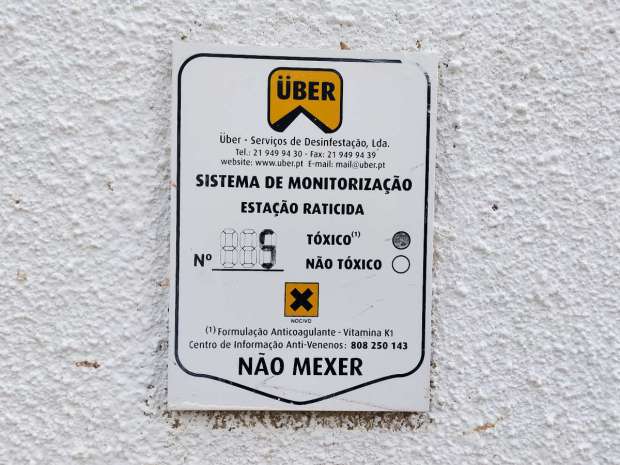 ÜBER
Über - Serviços de Desinfestação, Lda.
Tel.: 21 949 94 30 - Fax: 21 949 94 39
website: www.uber.pt E-mail: mail@uber.pt
SISTEMA DE MONITORIZAÇÃO
ESTAÇÃO RATICIDA
TÓXICO(1)
Nº 5 NÃO TÓXICO
NOCIVO
(1) Formulação Anticoagulante - Vitamina K1
Centro de Informação Anti-Venenos: 808 250 143
NÃO MEXER